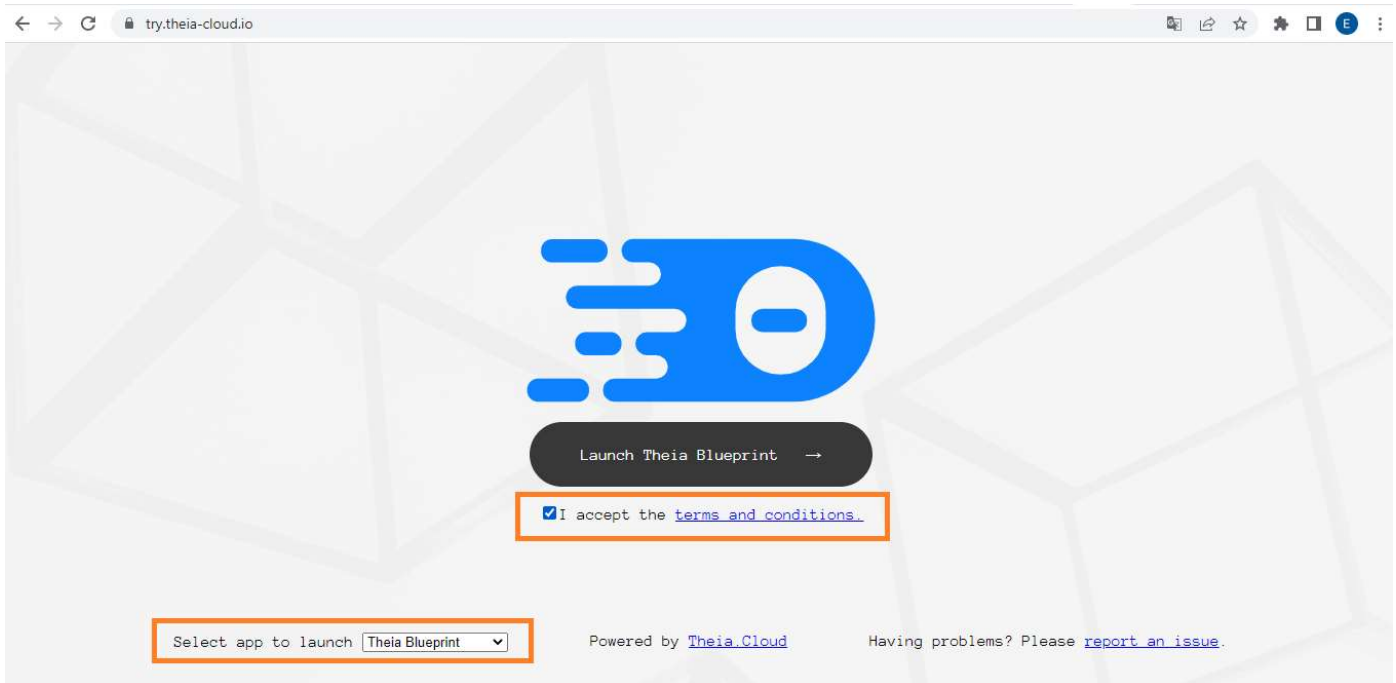 try.theia-cloud.io
E
Launch Theia Blueprint →
I accept the terms and conditions.
Select app to launch Theia Blueprint
Powered by Theia.Cloud
Having problems? Please report an issue.